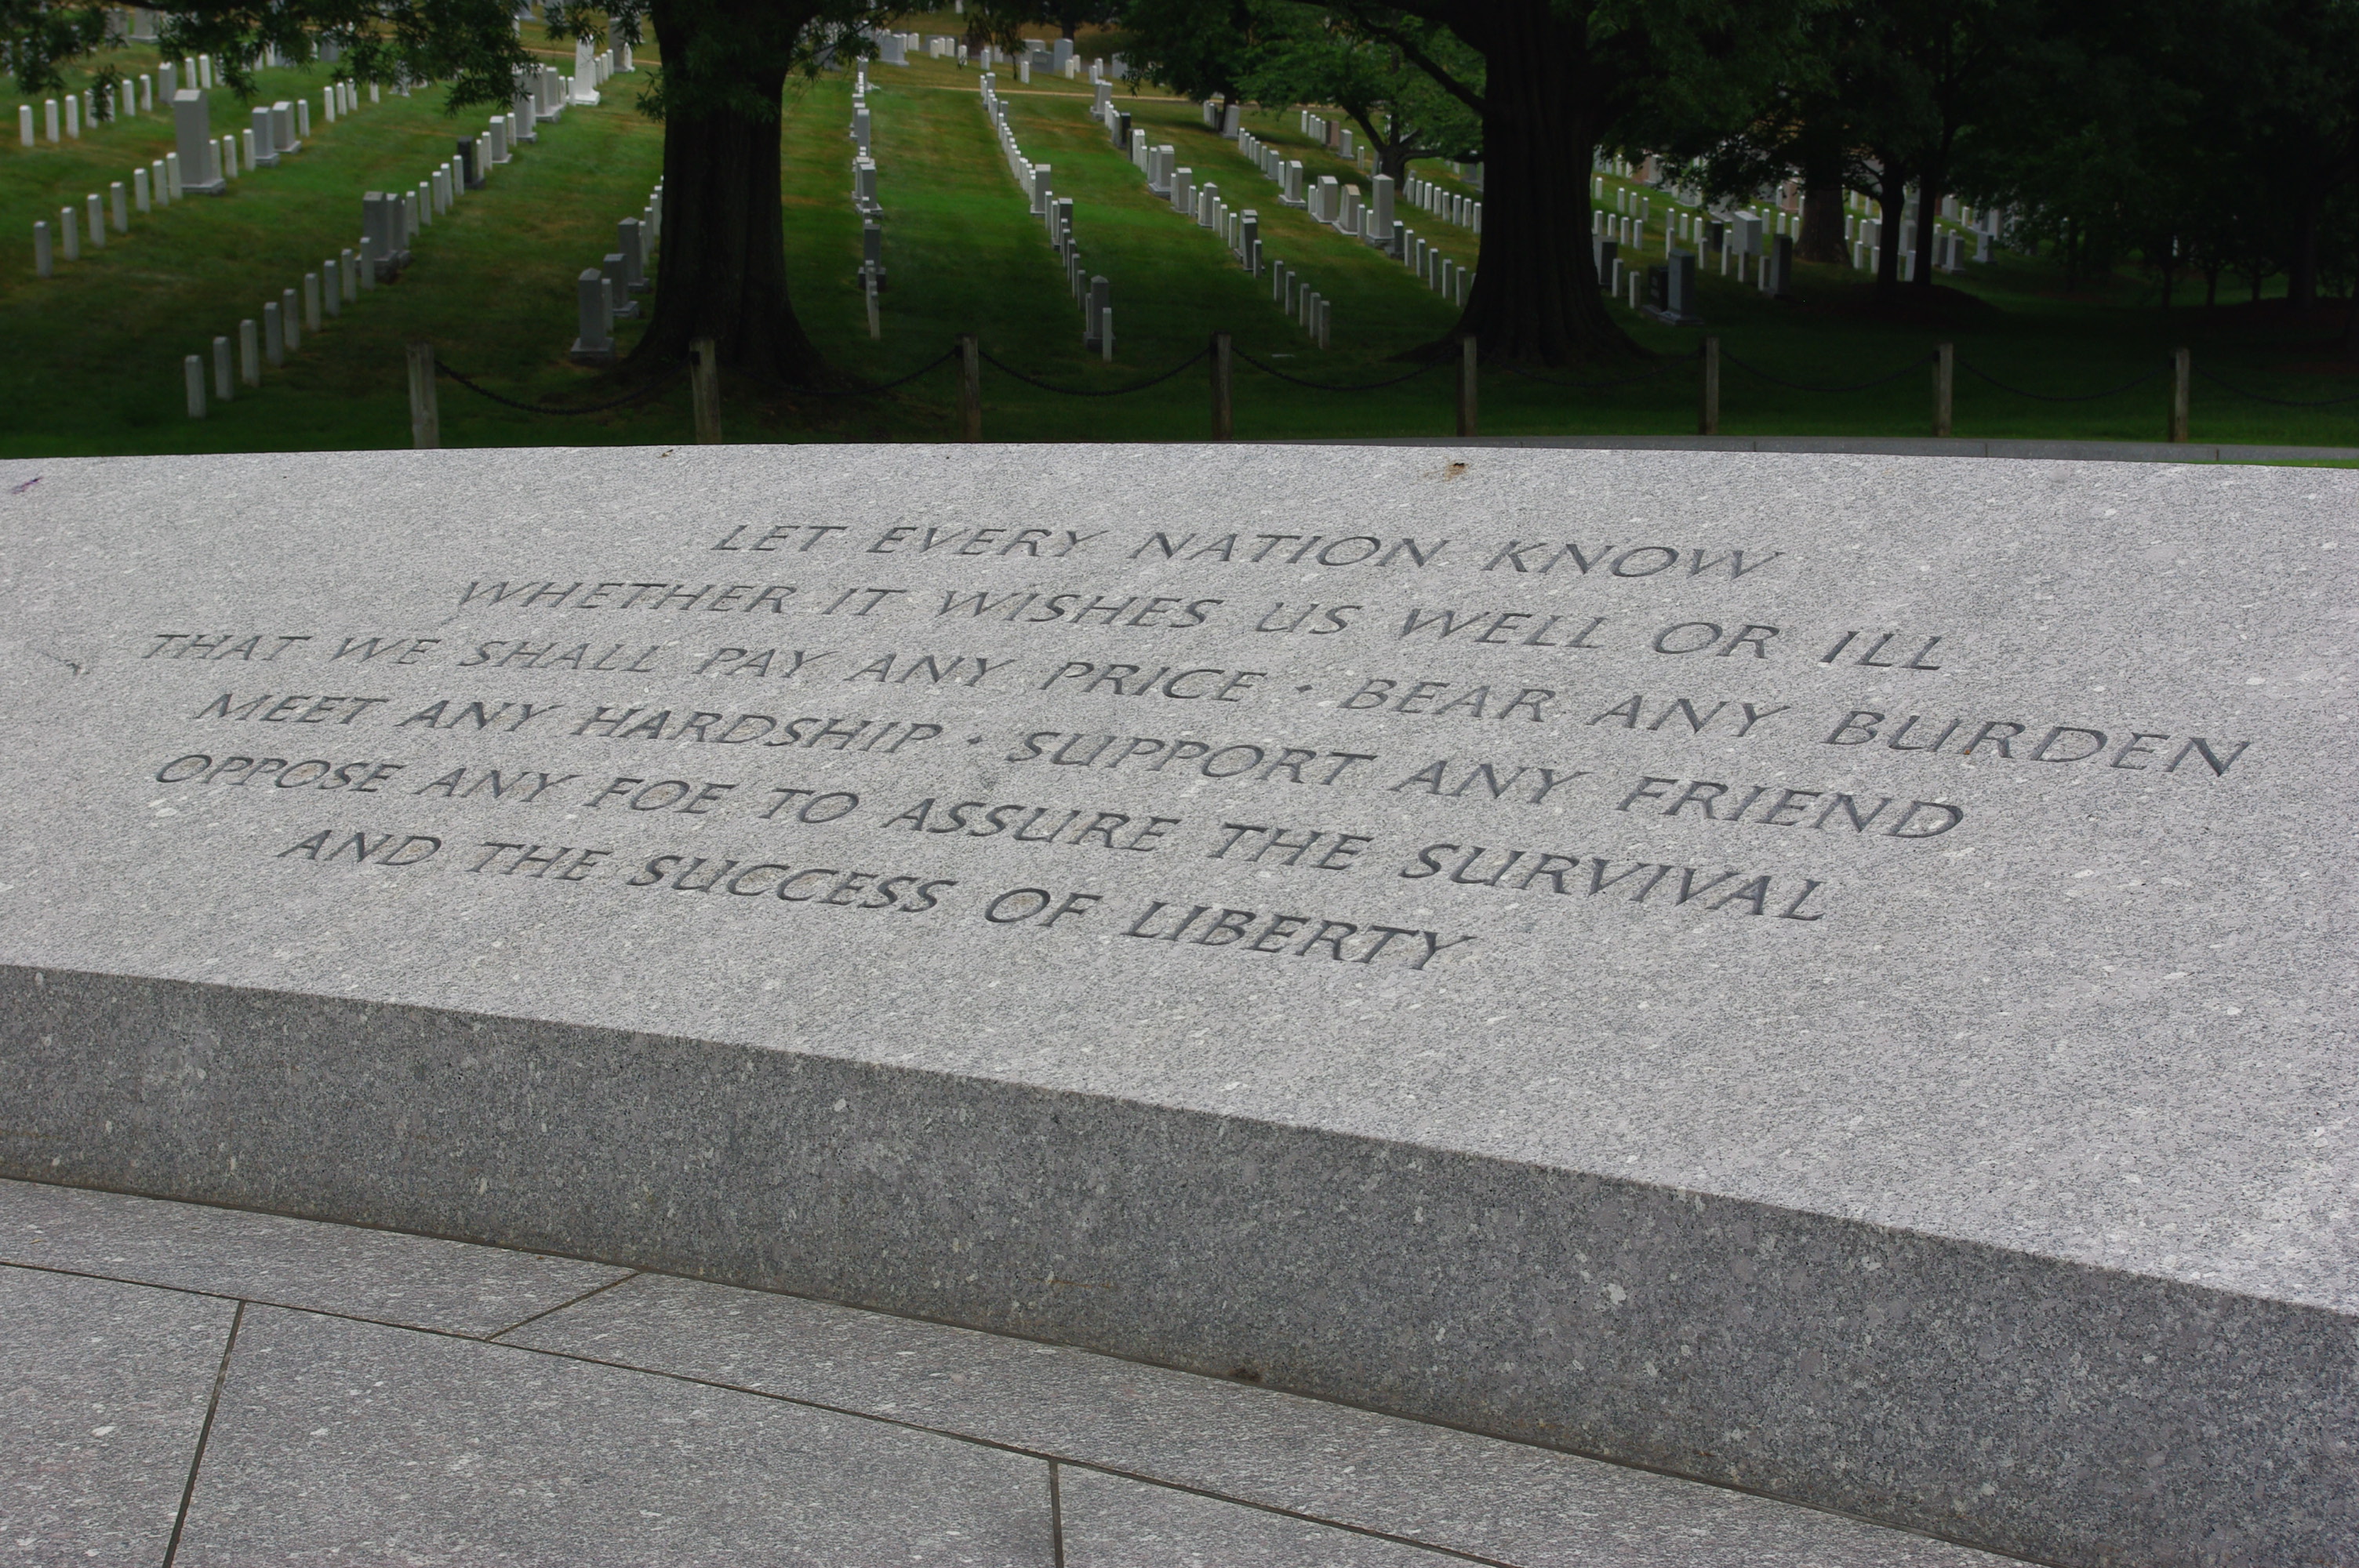 LET EVERY NATION KNOW
WHETHER IT WISHES US WELL OR ILL
THAT WE SHALL PAY ANY PRICE · BEAR ANY BURDEN
MEET ANY HARDSHIP · SUPPORT ANY FRIEND
OPPOSE ANY FOE TO ASSURE THE SURVIVAL
AND THE SUCCESS OF LIBERTY